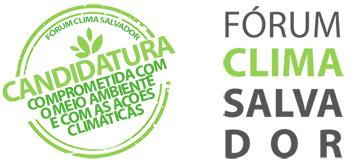 FÓRUM CLIMA SALVADOR
CANDIDATURA
COMPROMETIDA COM
O MEIO AMBIENTE
E COM AS AÇÕES
CLIMÁTICAS
FÓRUM
CLIMA
SALVA
DOR